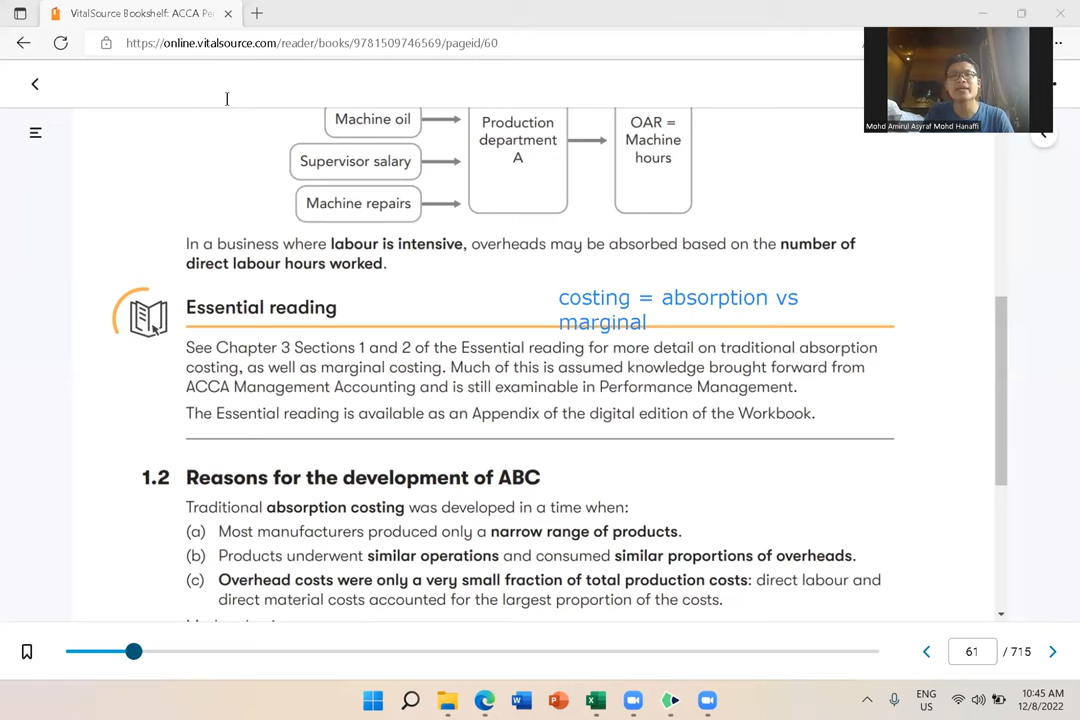 VitalSource Bookshelf: ACCA Pe
https://online.vitalsource.com/reader/books/9781509746569/pageid/60
Mohd Amirul Asyraf Mohd Hanaffi
Machine oil
Supervisor salary
Machine repairs
Production
department
A
OAR =
Machine
hours
In a business where labour is intensive, overheads may be absorbed based on the number of
direct labour hours worked.
Essential reading
costing = absorption vs
marginal
See Chapter 3 Sections 1 and 2 of the Essential reading for more detail on traditional absorption
costing, as well as marginal costing. Much of this is assumed knowledge brought forward from
ACCA Management Accounting and is still examinable in Performance Management.
The Essential reading is available as an Appendix of the digital edition of the Workbook.
1.2 Reasons for the development of ABC
Traditional absorption costing was developed in a time when:
(a) Most manufacturers produced only a narrow range of products.
(b) Products underwent similar operations and consumed similar proportions of overheads.
(c) Overhead costs were only a very small fraction of total production costs: direct labour and
direct material costs accounted for the largest proportion of the costs.
61 / 715
ENG
US
10:45 AM
12/8/2022